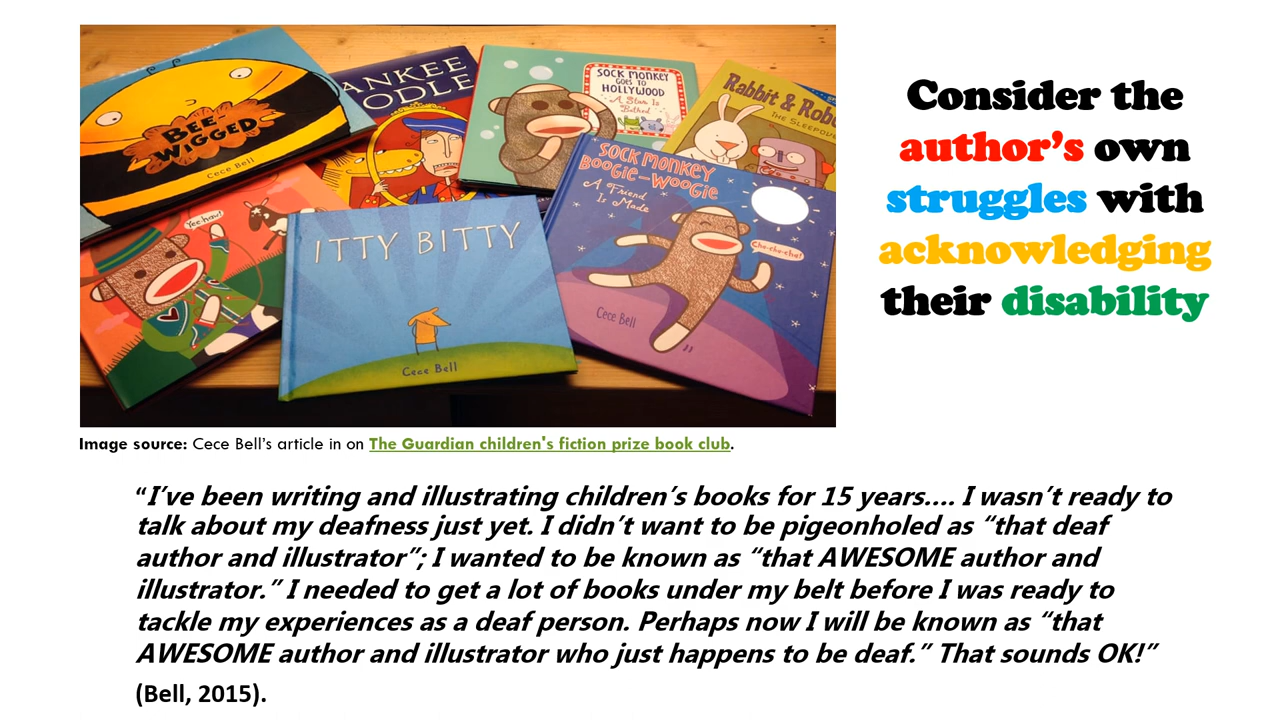 BEE-
WIGGED
Cece Bell
ANKEE
ODLE
SOCK MONKEY
GOES TO
HOLLYWOOD
A Star Is
Bathed
Rabbit & Rob
THE SLEEPOV
Yee-haw!
ITTY BITTY
Cece Bell
SOCK MONKEY
BOOGIE-WOOGIE
A Friend
Is Made
Cha-cha-cha!
Cece Bell
Consider the
author's own
struggles with
acknowledging
their disability
Image source: Cece Bell's article in on The Guardian children's fiction prize book club.
"I've been writing and illustrating children's books for 15 years.... I wasn't ready to
talk about my deafness just yet. I didn't want to be pigeonholed as "that deaf
author and illustrator"; I wanted to be known as "that AWESOME author and
illustrator." I needed to get a lot of books under my belt before I was ready to
tackle my experiences as a deaf person. Perhaps now I will be known as "that
AWESOME author and illustrator who just happens to be deaf." That sounds OK!"
(Bell, 2015).